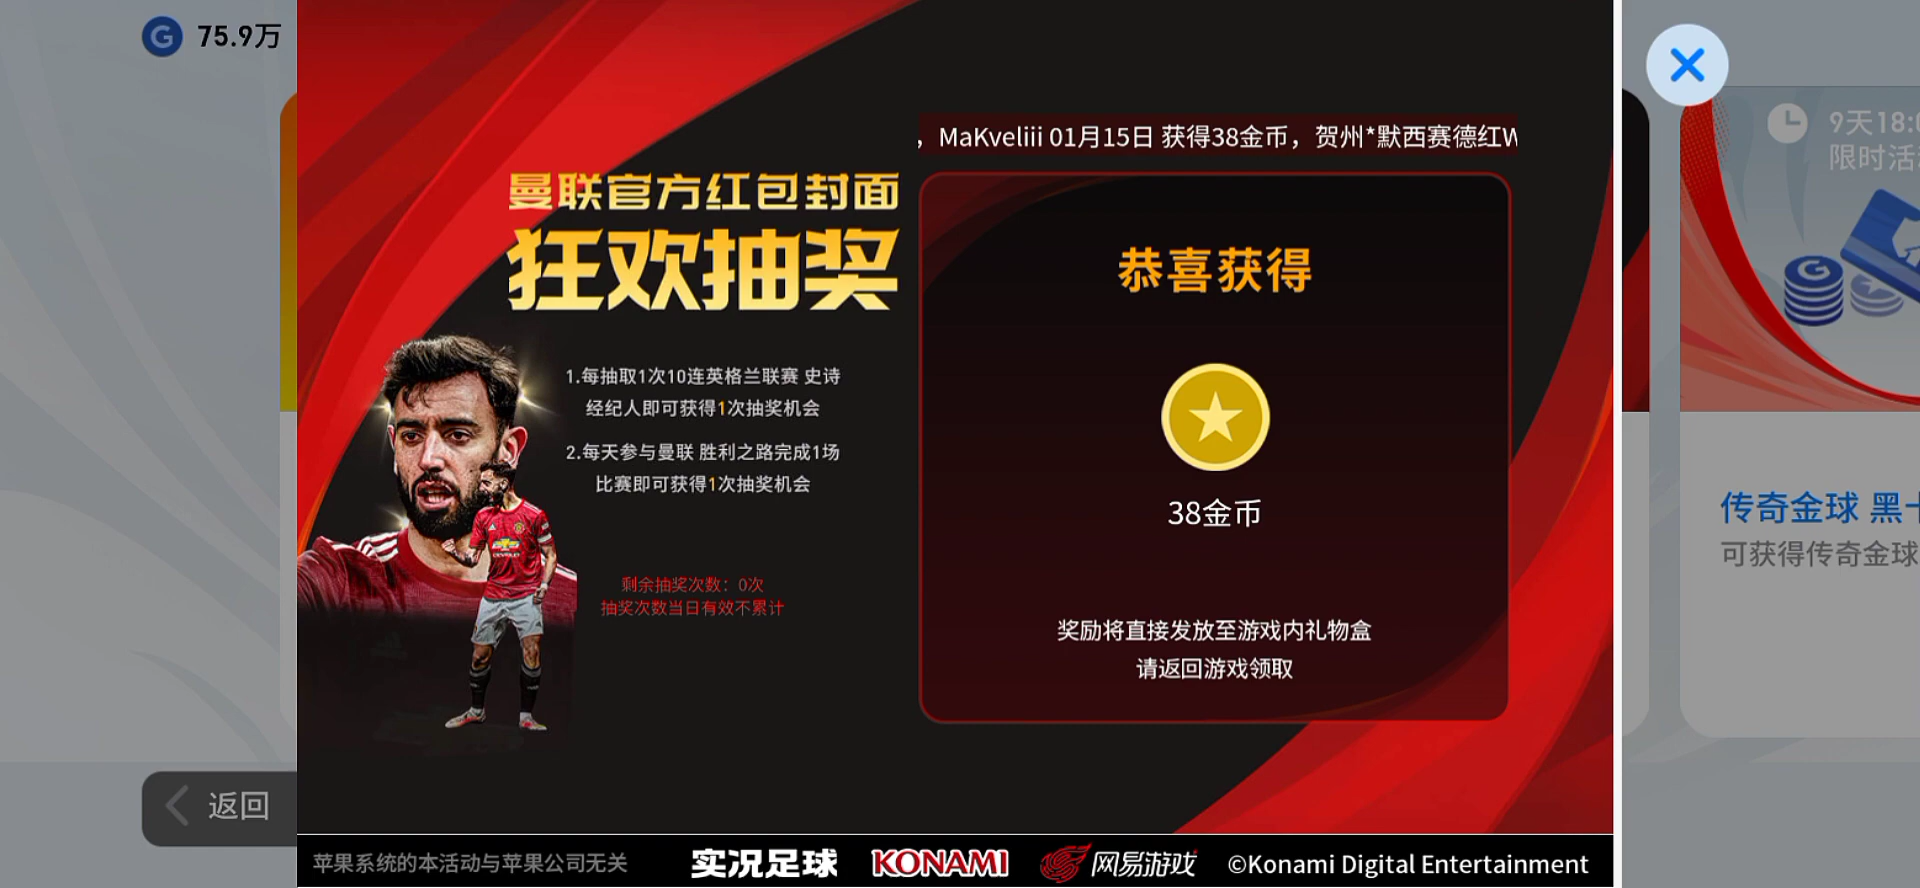 75.9万
，MaKveliii 01月15日 获得38金币，贺州*默西赛德红W
9天18:0
限时活
曼联官方红包封面
狂欢抽奖
恭喜获得
1.每抽取1次10连英格兰联赛 史诗
经纪人即可获得1次抽奖机会
2.每天参与曼联 胜利之路完成1场
比赛即可获得1次抽奖机会
38金币
传奇金球 黑卡
可获得传奇金球
剩余抽奖次数：0次
抽奖次数当日有效不累计
奖励将直接发放至游戏内礼物盒
请返回游戏领取
返回
苹果系统的本活动与苹果公司无关
实况足球
KONAMI
网易游戏
©Konami Digital Entertainment